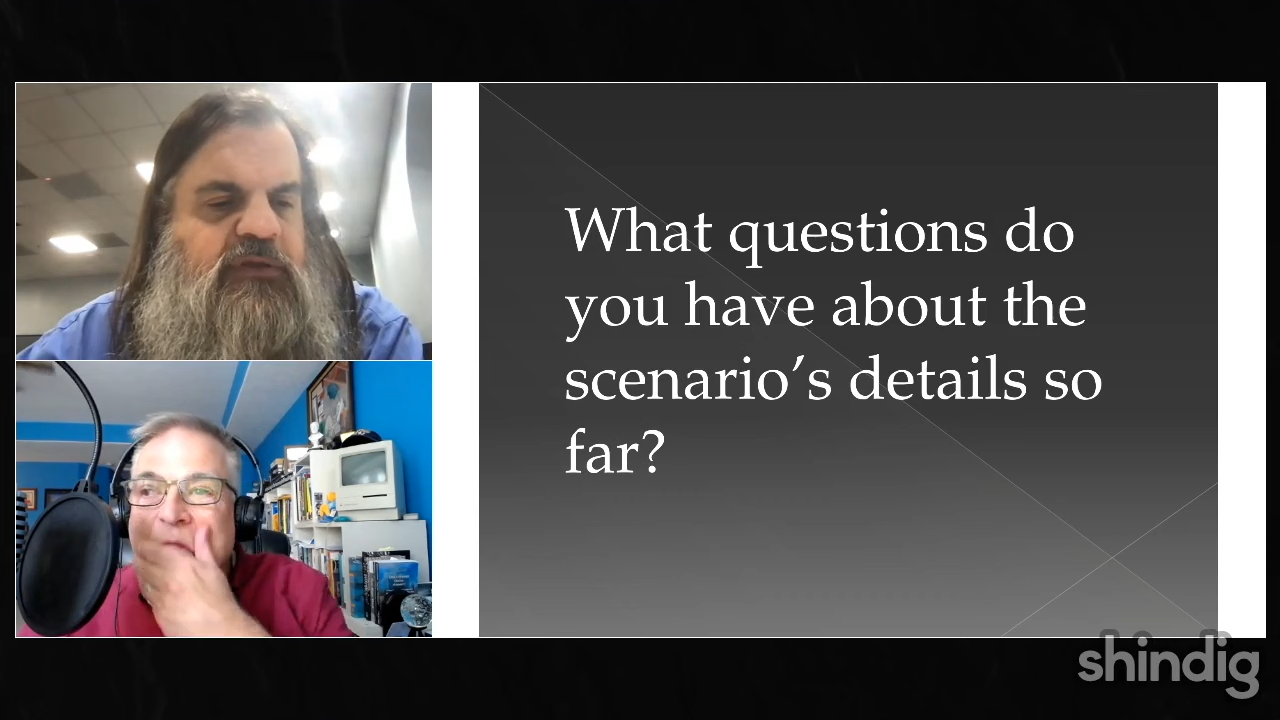 What questions do
you have about the
scenario's details so
far?
shindig